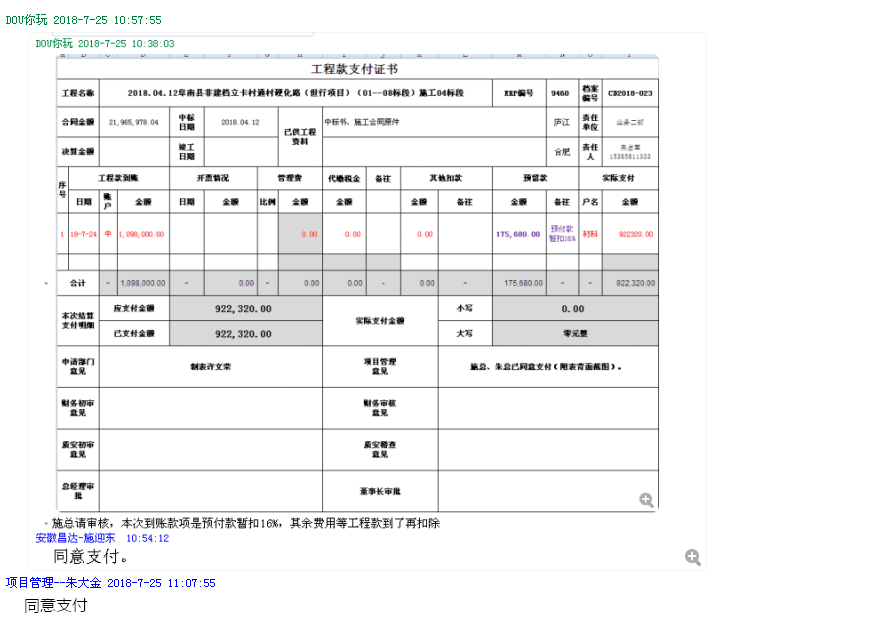 DOU你玩 2018-7-25 10:57:55
DOU你玩 2018-7-25 10:38:03
工程款支付证书
工程名称 2018.04.12阜南县非建档立卡村通村硬化路（世行项目）（01--08标段）施工04标段 ERP编号 9460 档案编号 CB2018-023
合同金额 21,965,978.04 中标日期 2018.04.12 已供工程资料 中标书、施工合同原件 庐江 责任单位 业务二部
决算金额 竣工日期 合肥 责任人
序号 工程款到账 开票情况 管理费 代缴税金 备注 其他扣款 预留款 实际支付
日期 账户 金额 日期 金额 比例 金额 金额 金额 备注 金额 备注 户名 金额
1 18-7-24 中 1,098,000.00 0.00 0.00 0.00 175,680.00 预付款暂扣16% 材料 922320.00
合计 - 1,098,000.00 - 0.00 - 0.00 0.00 - 0.00 - 175,680.00 - - 922,320.00
本次结算支付明细 应支付金额 922,320.00 实际支付金额 小写 0.00
已支付金额 922,320.00 大写 零元整
申请部门意见 制表许文荣 项目管理意见 施总、朱总已同意支付（附表背面截图）。
财务初审意见 财务审核意见
质安初审意见 质安稽查意见
总经理审批 董事长审批
施总请审核，本次到账款项是预付款暂扣16%，其余费用等工程款到了再扣除
安徽昌达-施迎东 10:54:12
同意支付。
项目管理--朱大金 2018-7-25 11:07:55
同意支付